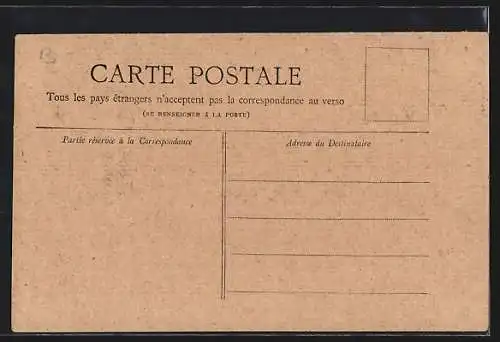 B
CARTE POSTALE
Tous les pays étrangers n'acceptent pas la correspondance au verso
(SE RENSEIGNER À LA POSTE)
Partie réservée à la Correspondance
Adresse du Destinataire